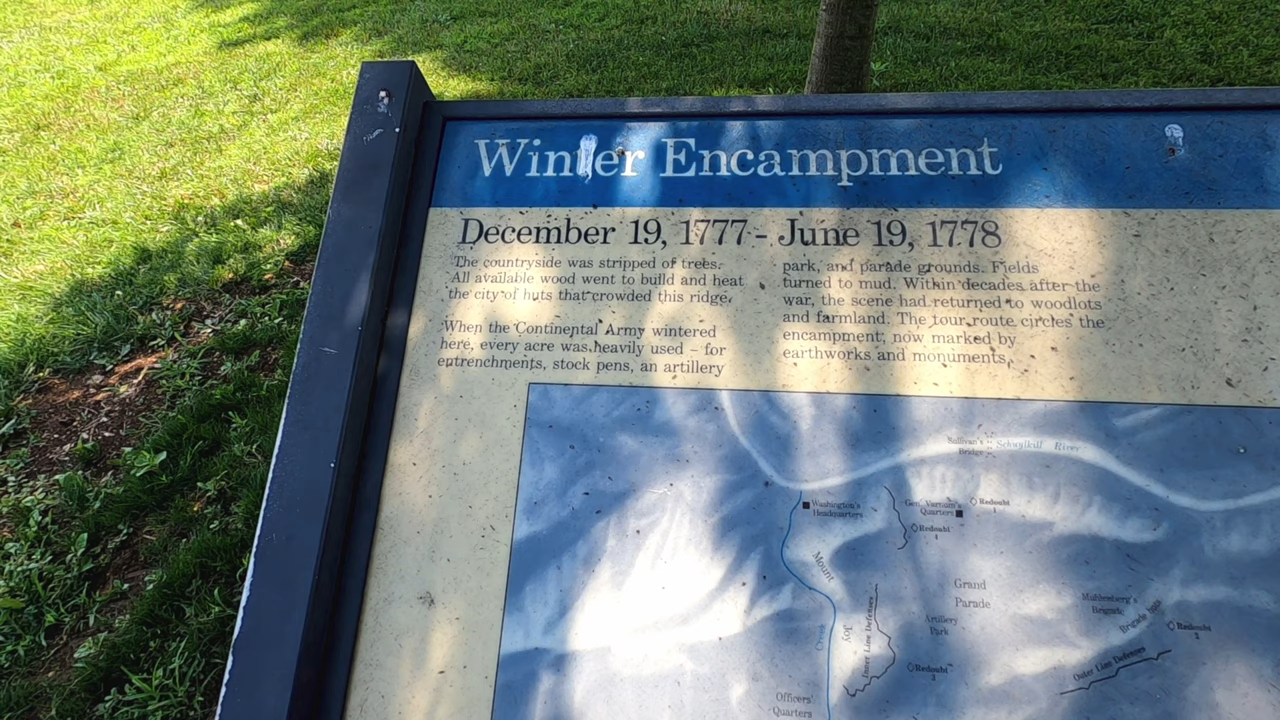 Winter Encampment
December 19, 1777 - June 19, 1778
The countryside was stripped of trees.
All available wood went to build and heat
the city of huts that crowded this ridge.
When the Continental Army wintered
here, every acre was heavily used – for
entrenchments, stock pens, an artillery
park, and parade grounds. Fields
turned to mud. Within decades after the
war, the scene had returned to woodlots
and farmland. The tour route circles the
encampment, now marked by
earthworks and monuments.
Sullivan's
Bridge
Schuylkill River
Washington's
Headquarters
Gen. Varnum's
Quarters
Redoubt
1
Redoubt
4
Mount
Joy
Creek
Grand
Parade
Artillery
Park
Inner Line Defenses
Muhlenberg's
Brigade
Brigade huts
Redoubt
2
Redoubt
3
Outer Line Defenses
Officers'
Quarters